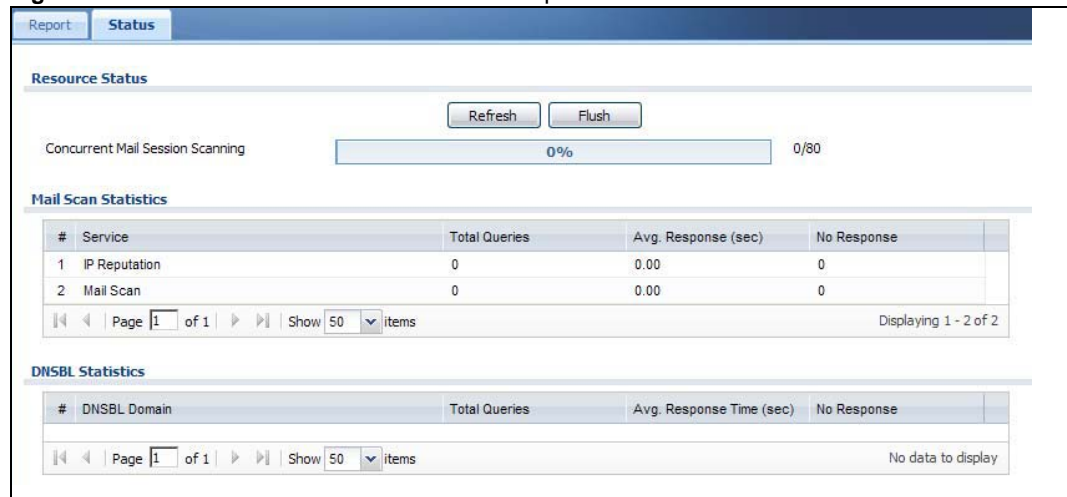 Report Status
Resource Status
Refresh Flush
Concurrent Mail Session Scanning 0% 0/80
Mail Scan Statistics
# Service Total Queries Avg. Response (sec) No Response
1 IP Reputation 0 0.00 0
2 Mail Scan 0 0.00 0
Page 1 of 1 Show 50 items Displaying 1 - 2 of 2
DNSBL Statistics
# DNSBL Domain Total Queries Avg. Response Time (sec) No Response
Page 1 of 1 Show 50 items No data to display